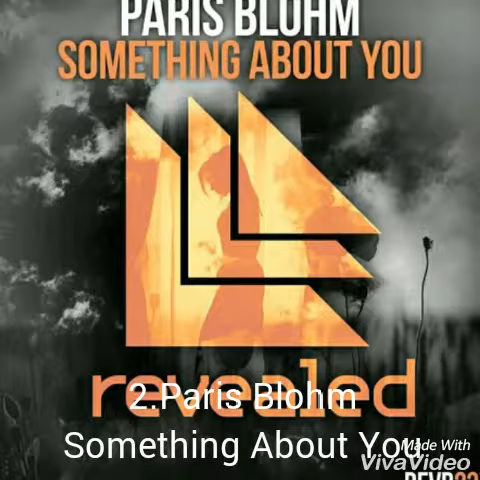 PARIS BLOHM
SOMETHING ABOUT YOU
revealed
2.Paris Blohm
Something About You
Made With
VivaVideo